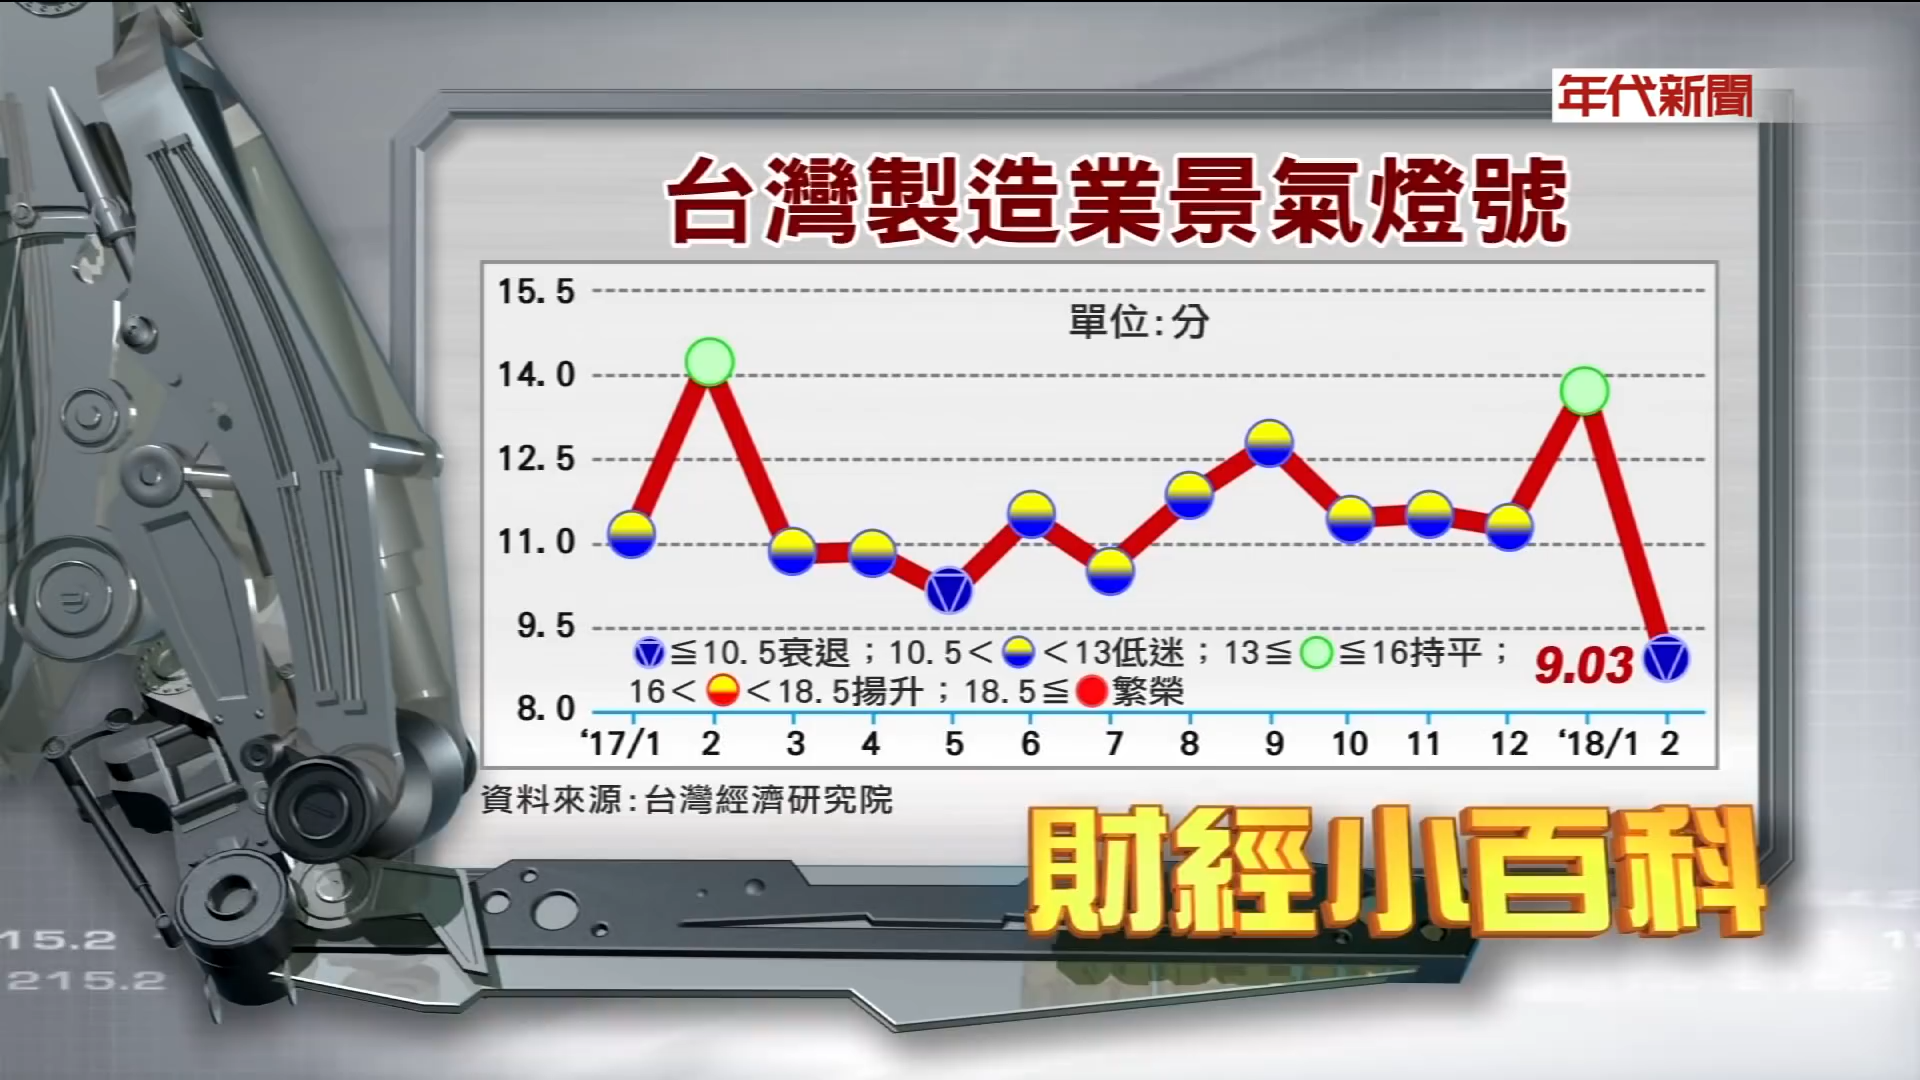 年代新聞
台灣製造業景氣燈號
單位:分
15.5
14.0
12.5
11.0
9.5
8.0
≦10.5衰退；10.5＜ ＜13低迷；13≦ ≦16持平；
16＜ ＜18.5揚升；18.5≦ 繁榮
9.03
‘17/1 2 3 4 5 6 7 8 9 10 11 12 ‘18/1 2
資料來源:台灣經濟研究院
財經小百科
15.2
215.2